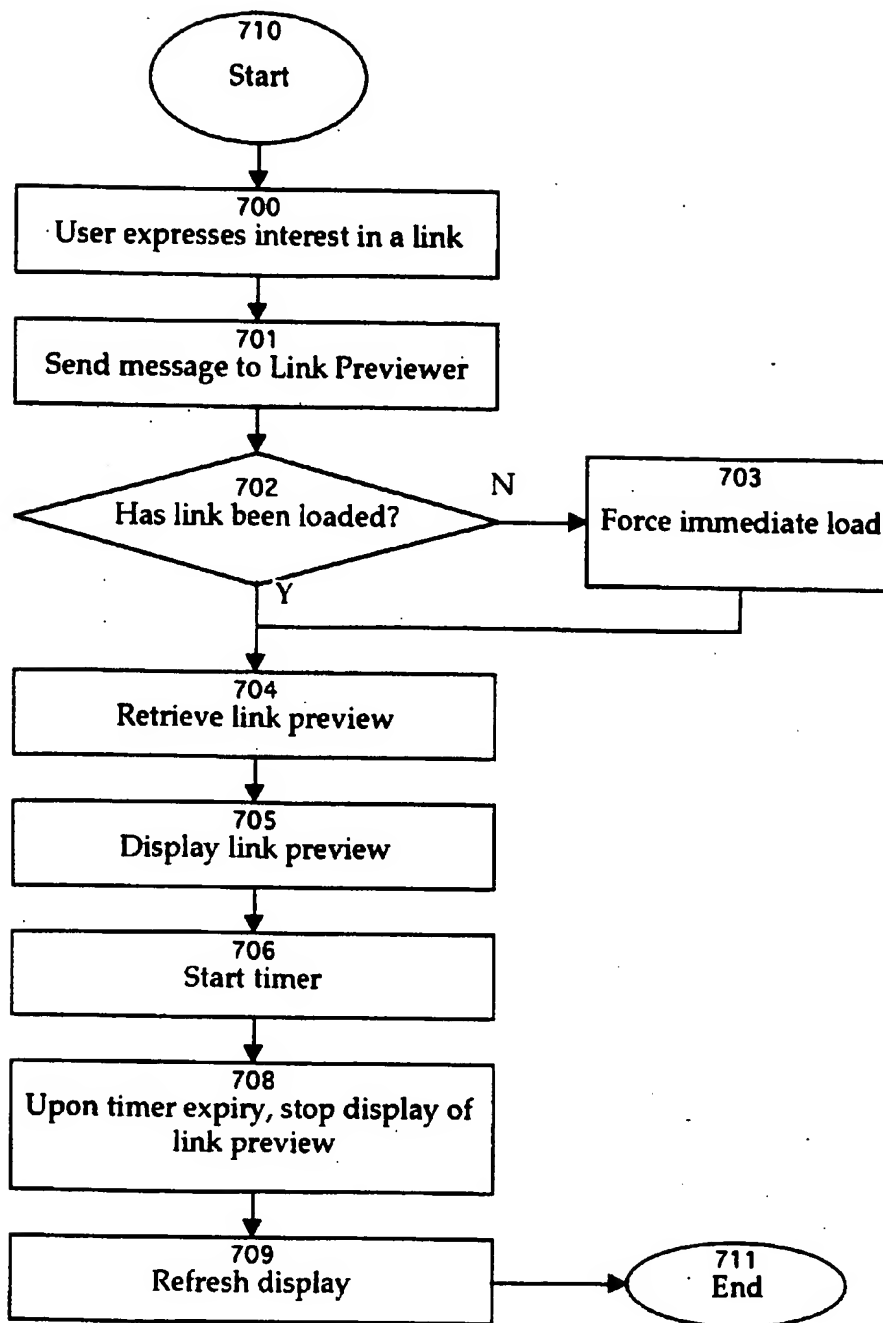 710
Start
700
User expresses interest in a link
701
Send message to Link Previewer
702
Has link been loaded?
N
703
Force immediate load
Y
704
Retrieve link preview
705
Display link preview
706
Start timer
708
Upon timer expiry, stop display of
link preview
709
Refresh display
711
End